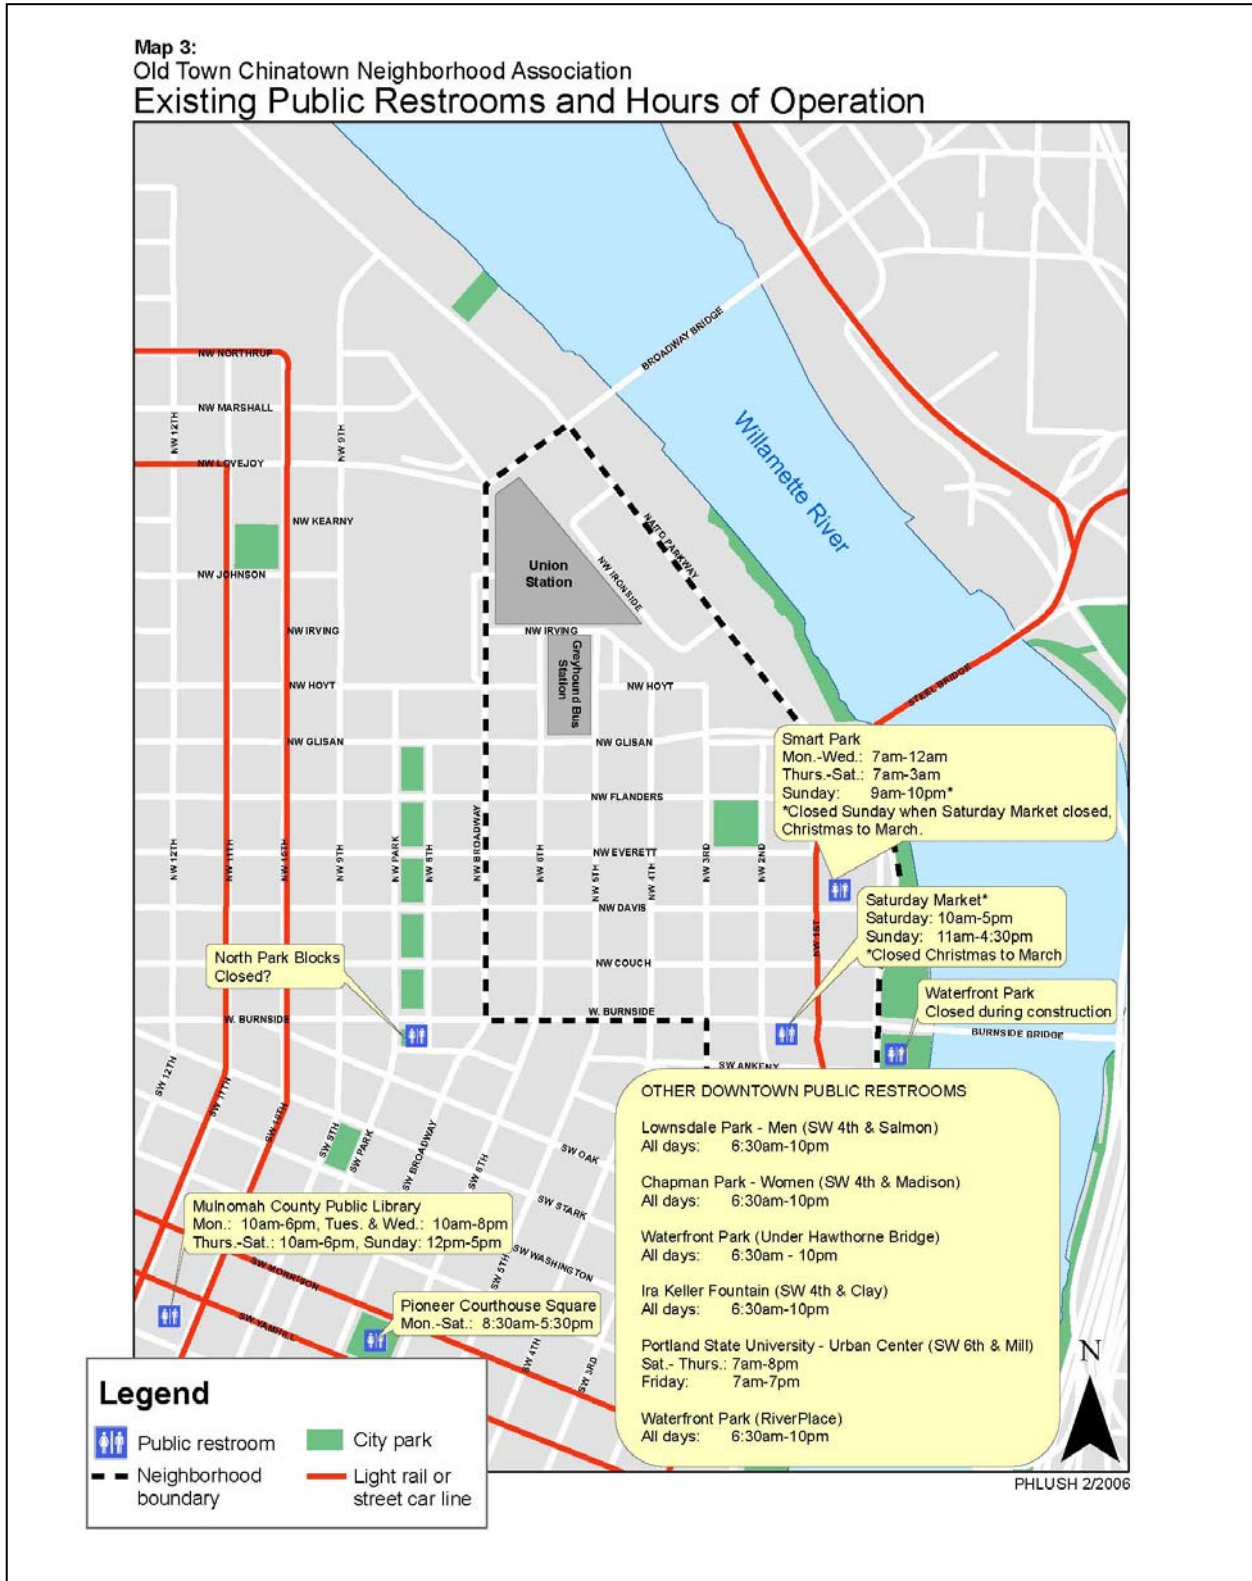 Map 3:
Old Town Chinatown Neighborhood Association
Existing Public Restrooms and Hours of Operation
BROADWAY BRIDGE
Willamette River
NW NORTHRUP
NW MARSHALL
NW 12TH
NW 9TH
NW LOVEJOY
NW KEARNY
NW JOHNSON
NW IRVING
NW HOYT
NW GLISAN
Union
Station
NAITO PARKWAY
NW IRONSIDE
NW IRVING
Greyhound Bus
Station
NW HOYT
NW GLISAN
STEEL BRIDGE
NW FLANDERS
NW EVERETT
NW DAVIS
NW COUCH
W. BURNSIDE
NW 12TH
NW 11TH
NW 9TH
NW PARK
NW 8TH
NW BROADWAY
NW 6TH
NW 5TH
NW 4TH
NW 3RD
NW 2ND
NW 1ST
Smart Park
Mon.-Wed.: 7am-12am
Thurs.-Sat.: 7am-3am
Sunday: 9am-10pm*
*Closed Sunday when Saturday Market closed,
Christmas to March.
Saturday Market*
Saturday: 10am-5pm
Sunday: 11am-4:30pm
*Closed Christmas to March
Waterfront Park
Closed during construction
North Park Blocks
Closed?
W. BURNSIDE
BURNSIDE BRIDGE
SW ANKENY
SW 12TH
SW 11TH
SW 9TH
SW PARK
SW BROADWAY
SW 6TH
SW OAK
SW STARK
SW WASHINGTON
SW 5TH
SW 4TH
SW 3RD
SW MORRISON
SW YAMHILL
Mulnomah County Public Library
Mon.: 10am-6pm, Tues. & Wed.: 10am-8pm
Thurs.-Sat.: 10am-6pm, Sunday: 12pm-5pm
Pioneer Courthouse Square
Mon.-Sat.: 8:30am-5:30pm
OTHER DOWNTOWN PUBLIC RESTROOMS
Lownsdale Park - Men (SW 4th & Salmon)
All days: 6:30am-10pm
Chapman Park - Women (SW 4th & Madison)
All days: 6:30am-10pm
Waterfront Park (Under Hawthorne Bridge)
All days: 6:30am - 10pm
Ira Keller Fountain (SW 4th & Clay)
All days: 6:30am-10pm
Portland State University - Urban Center (SW 6th & Mill)
Sat.- Thurs.: 7am-8pm
Friday: 7am-7pm
Waterfront Park (RiverPlace)
All days: 6:30am-10pm
N
Legend
Public restroom
City park
Neighborhood
boundary
Light rail or
street car line
PHLUSH 2/2006